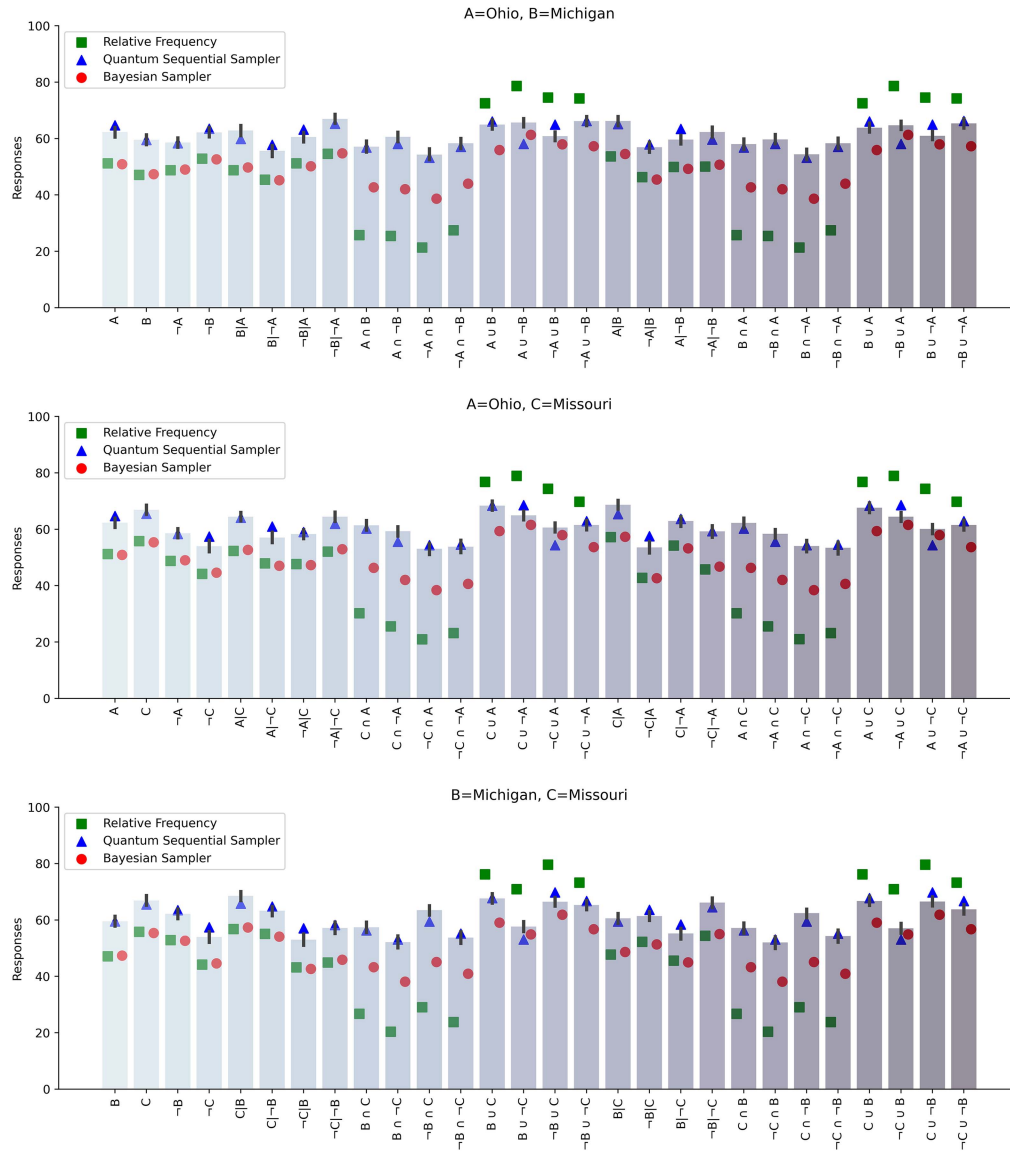 A=Ohio, B=Michigan
100
80
60
40
20
0
Responses
Relative Frequency
Quantum Sequential Sampler
Bayesian Sampler
A
B
¬A
¬B
B|A
B|¬A
¬B|A
¬B|¬A
A ∩ B
A ∩ ¬B
¬A ∩ B
¬A ∩ ¬B
A ∪ B
A ∪ ¬B
¬A ∪ B
¬A ∪ ¬B
A|B
¬A|B
A|¬B
¬A|¬B
B ∩ A
¬B ∩ A
B ∩ ¬A
¬B ∩ ¬A
B ∪ A
¬B ∪ A
B ∪ ¬A
¬B ∪ ¬A
A=Ohio, C=Missouri
100
80
60
40
20
0
Responses
Relative Frequency
Quantum Sequential Sampler
Bayesian Sampler
A
C
¬A
¬C
A|C
A|¬C
¬A|C
¬A|¬C
C ∩ A
C ∩ ¬A
¬C ∩ A
¬C ∩ ¬A
C ∪ A
C ∪ ¬A
¬C ∪ A
¬C ∪ ¬A
C|A
¬C|A
C|¬A
¬C|¬A
A ∩ C
¬A ∩ C
A ∩ ¬C
¬A ∩ ¬C
A ∪ C
¬A ∪ C
A ∪ ¬C
¬A ∪ ¬C
B=Michigan, C=Missouri
100
80
60
40
20
0
Responses
Relative Frequency
Quantum Sequential Sampler
Bayesian Sampler
B
C
¬B
¬C
C|B
C|¬B
¬C|B
¬C|¬B
B ∩ C
B ∩ ¬C
¬B ∩ C
¬B ∩ ¬C
B ∪ C
B ∪ ¬C
¬B ∪ C
¬B ∪ ¬C
B|C
¬B|C
B|¬C
¬B|¬C
C ∩ B
¬C ∩ B
C ∩ ¬B
¬C ∩ ¬B
C ∪ B
¬C ∪ B
C ∪ ¬B
¬C ∪ ¬B